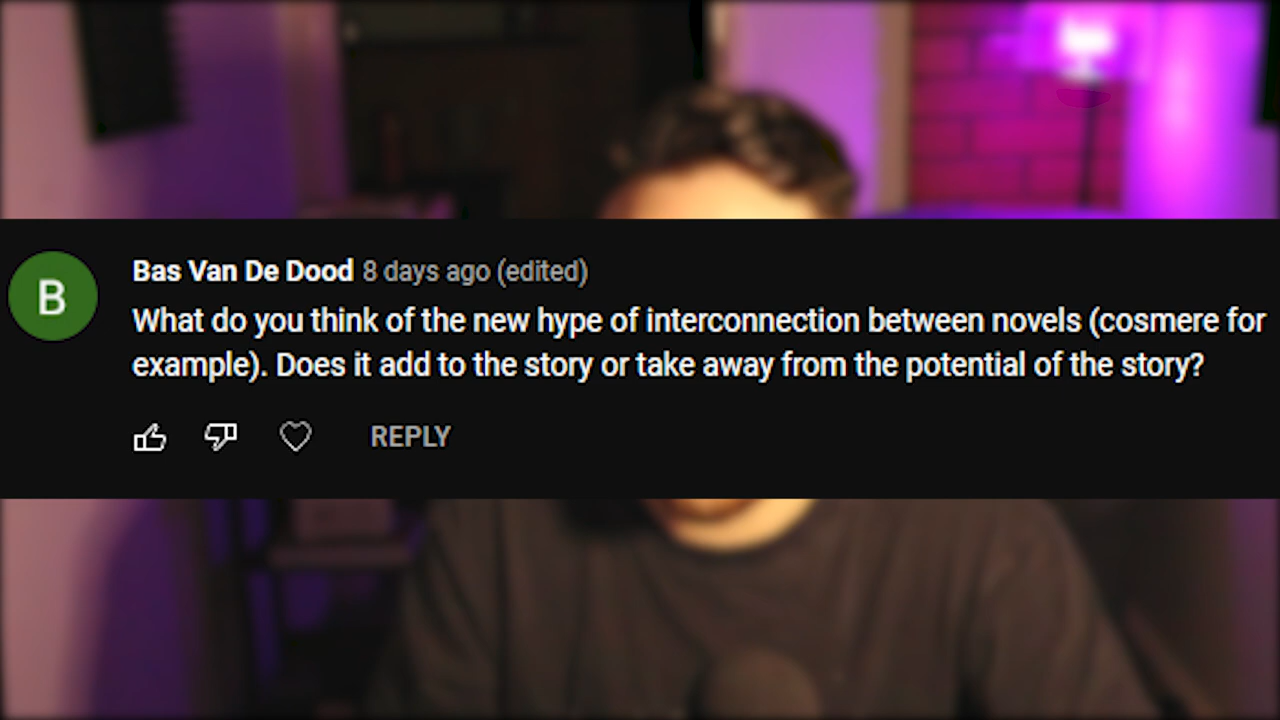 B
Bas Van De Dood 8 days ago (edited)
What do you think of the new hype of interconnection between novels (cosmere for
example). Does it add to the story or take away from the potential of the story?
REPLY